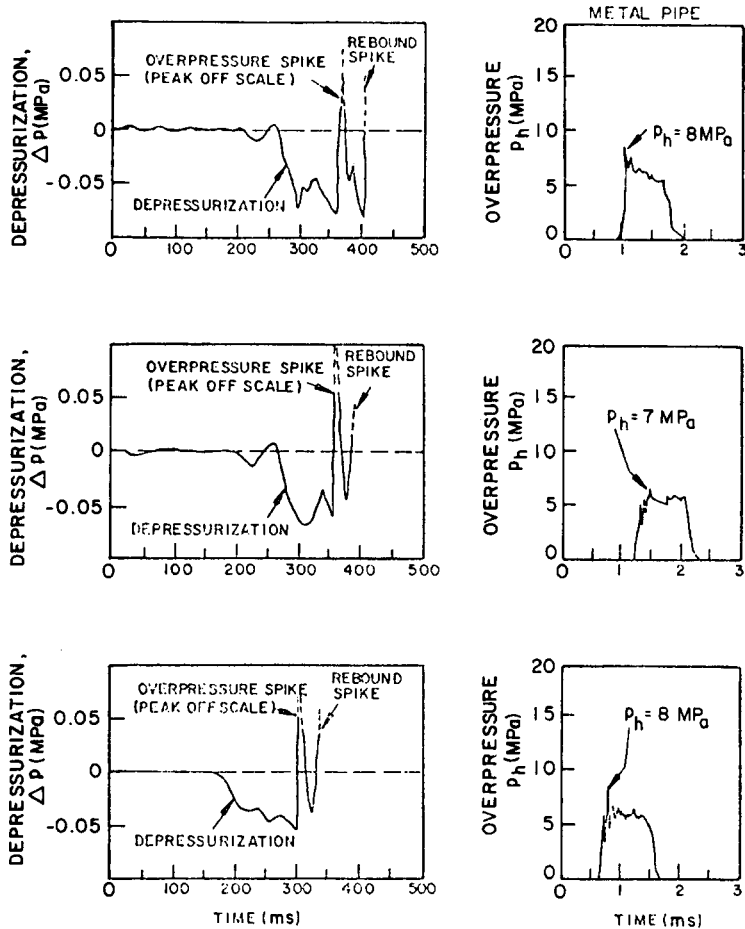 METAL PIPE
DEPRESSURIZATION,
Δ P (MPa)
0.05
0
-0.05
OVERPRESSURE SPIKE
(PEAK OFF SCALE)
REBOUND
SPIKE
DEPRESSURIZATION
0 100 200 300 400 500
OVERPRESSURE
Ph (MPa)
20
15
10
5
0
Ph = 8 MPa
0 1 2 3
DEPRESSURIZATION,
Δ P (MPa)
0.05
0
-0.05
OVERPRESSURE SPIKE
(PEAK OFF SCALE)
REBOUND
SPIKE
DEPRESSURIZATION
0 100 200 300 400 500
OVERPRESSURE
Ph (MPa)
20
15
10
5
0
Ph = 7 MPa
0 1 2 3
DEPRESSURIZATION,
Δ P (MPa)
0.05
0
-0.05
OVERPRESSURE SPIKE
(PEAK OFF SCALE)
REBOUND
SPIKE
DEPRESSURIZATION
0 100 200 300 400 500
TIME (ms)
OVERPRESSURE
Ph (MPa)
20
15
10
5
0
Ph = 8 MPa
0 1 2 3
TIME (ms)